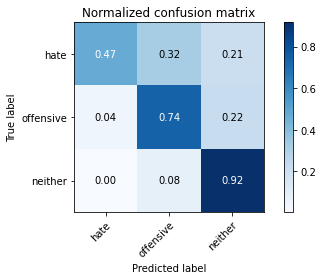 Normalized confusion matrix
hate
0.47 0.32 0.21
offensive
0.04 0.74 0.22
neither
0.00 0.08 0.92
hate
offensive
neither
True label
Predicted label
0.8
0.6
0.4
0.2